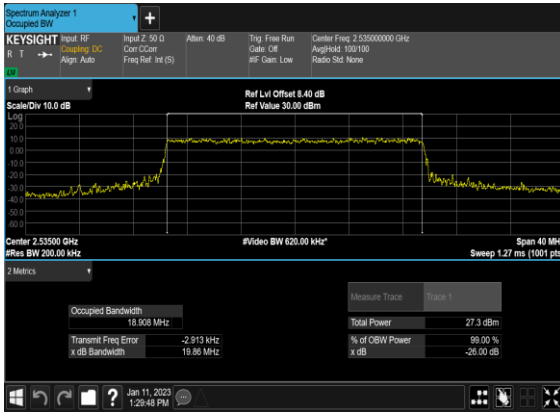 Spectrum Analyzer 1
Occupied BW
KEYSIGHT Input: RF Input Z: 50 Ω Atten: 40 dB Trig: Free Run Center Freq: 2.535000000 GHz
R T Coupling: DC Corr CCorr Gate: Off Avg|Hold: 100/100
Align: Auto Freq Ref: Int (S) #IF Gain: Low Radio Std: None
1 Graph
Ref Lvl Offset 8.40 dB
Scale/Div 10.0 dB Ref Value 30.00 dBm
Log
20.0
10.0
0.00
-10.0
-20.0
-30.0
-40.0
-50.0
-60.0
Center 2.53500 GHz #Video BW 620.00 kHz* Span 40 MH
#Res BW 200.00 kHz Sweep 1.27 ms (1001 pts
2 Metrics
Measure Trace Trace 1
Occupied Bandwidth
18.908 MHz Total Power 27.3 dBm
Transmit Freq Error -2.913 kHz % of OBW Power 99.00 %
x dB Bandwidth 19.86 MHz x dB -26.00 dB
Jan 11, 2023
1:29:48 PM